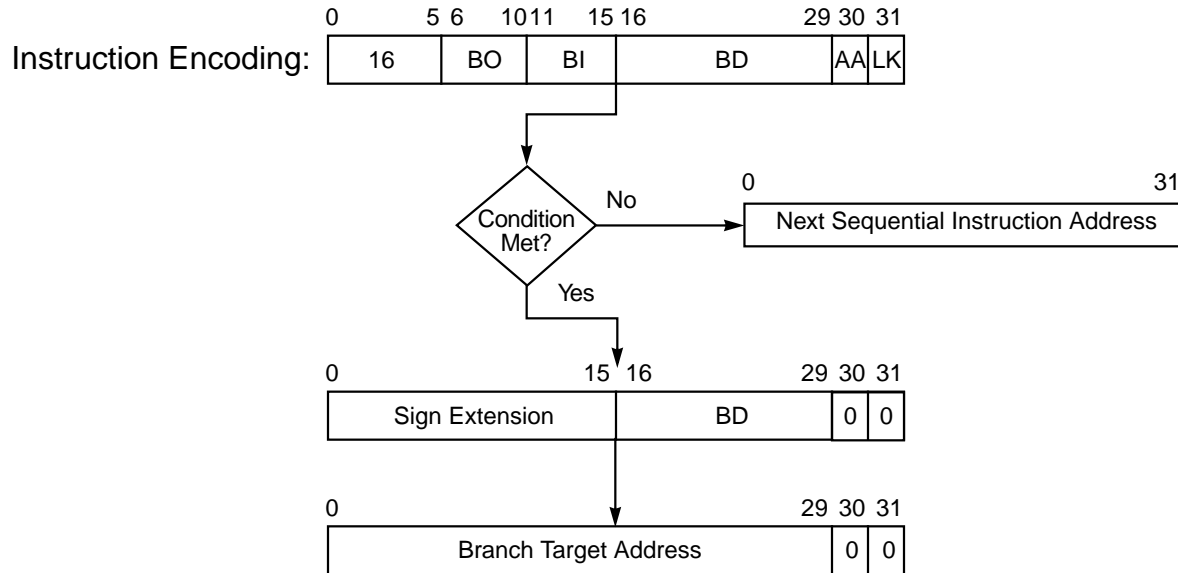 0 5 6 10 11 15 16 29 30 31
Instruction Encoding: 16 BO BI BD AA LK
0 31
No
Condition
Met?
Next Sequential Instruction Address
Yes
0 15 16 29 30 31
Sign Extension BD 0 0
0 29 30 31
Branch Target Address 0 0